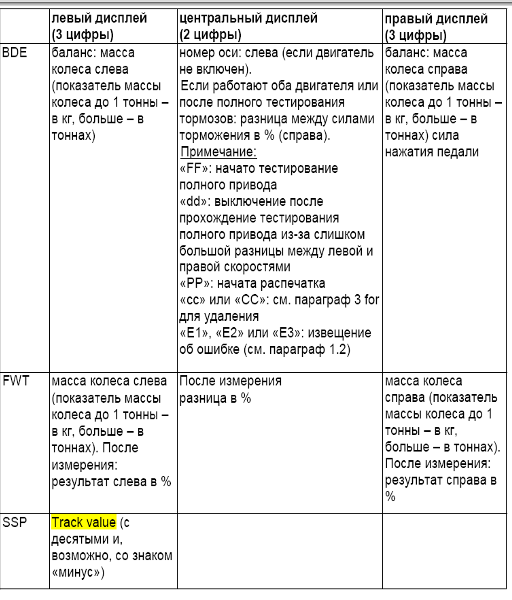 левый дисплей
(3 цифры)
центральный дисплей
(2 цифры)
правый дисплей
(3 цифры)
BDE
баланс: масса
колеса слева
(показатель массы
колеса до 1 тонны –
в кг, больше – в
тоннах)
номер оси: слева (если двигатель
не включен).
Если работают оба двигателя или
после полного тестирования
тормозов: разница между силами
торможения в % (справа).
Примечание:
«FF»: начато тестирование
полного привода
«dd»: выключение после
прохождение тестирования
полного привода из-за слишком
большой разницы между левой и
правой скоростями
«PP»: начата распечатка
«cc» или «CC»: см. параграф 3 for
для удаления
«E1», «E2» или «E3»: извещение
об ошибке (см. параграф 1.2)
баланс: масса
колеса справа
(показатель массы
колеса до 1 тонны –
в кг, больше – в
тоннах) сила
нажатия педали
FWT
масса колеса слева
(показатель массы
колеса до 1 тонны –
в кг, больше – в
тоннах). После
измерения:
результат слева в %
После измерения
разница в %
масса колеса
справа (показатель
массы колеса до 1
тонны – в кг,
больше – в тоннах).
После измерения:
результат справа в
%
SSP
Track value (с
десятыми и,
возможно, со знаком
«минус»)